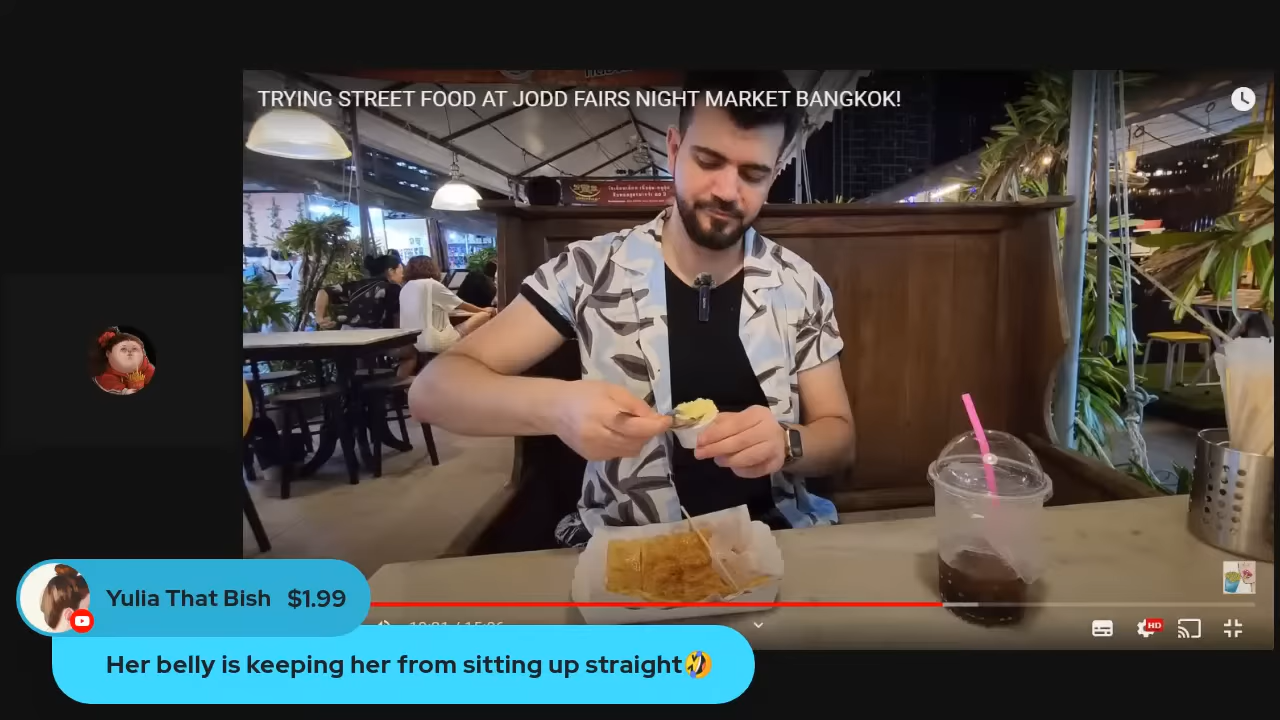 TRYING STREET FOOD AT JODD FAIRS NIGHT MARKET BANGKOK!
Yulia That Bish $1.99
HD
Her belly is keeping her from sitting up straight🤣